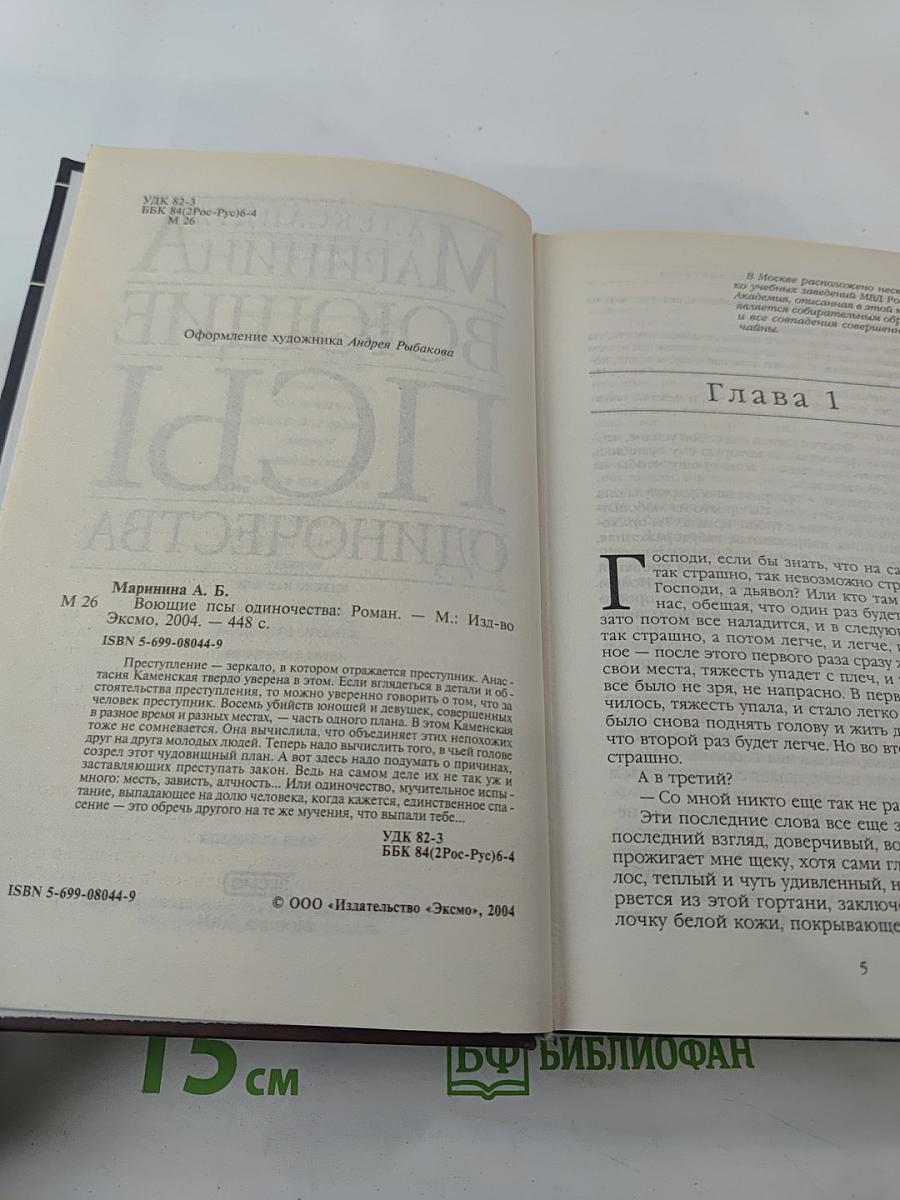 УДК 82-3
ББК 84(2Рос-Рус)6-4
М 26
Оформление художника Андрея Рыбакова
Маринина А. Б.
М 26 Воющие псы одиночества: Роман. — М.: Изд-во
Эксмо, 2004. — 448 с.
ISBN 5-699-08044-9
Преступление — зеркало, в котором отражается преступник. Анас-
тасия Каменская твердо уверена в этом. Если вглядеться в детали и об-
стоятельства преступления, то можно уверенно говорить о том, что за
человек преступник. Восемь убийств юношей и девушек, совершенных
в разное время и разных местах, — часть одного плана. В этом Каменская
тоже не сомневается. Она вычислила, что объединяет этих непохожих
друг на друга молодых людей. Теперь надо вычислить того, в чьей голове
созрел этот чудовищный план. А вот здесь надо подумать о причинах,
заставляющих преступать закон. Ведь на самом деле их не так уж и
много: месть, зависть, алчность... Или одиночество, мучительное испы-
тание, выпадающее на долю человека, когда кажется, единственное спа-
сение — это обречь другого на те же мучения, что выпали тебе...
УДК 82-3
ББК 84(2Рос-Рус)6-4
ISBN 5-699-08044-9
© ООО «Издательство «Эксмо», 2004
В Москве расположено неск
ко учебных заведений МВД Ро
Академия, описанная в этой
является собирательным об
и все совпадения совершен
чайны.
Глава 1
Господи, если бы знать, что на са
так страшно, так невозможно стр
Господи, а дьявол? Или кто там
нас, обещая, что один раз будет
зато потом все наладится, и в следую
так страшно, а потом легче, и легче,
ное — после этого первого раза сразу
свои места, тяжесть упадет с плеч, и
все было не зря, не напрасно. В перв
чилось, тяжесть упала, и стало легко
было снова поднять голову и жить д
что второй раз будет легче. Но во вт
страшно.
А в третий?
— Со мной никто еще так не ра
Эти последние слова все еще з
последний взгляд, доверчивый, во
прожигает мне щеку, хотя сами гл
лос, теплый и чуть удивленный, н
рвется из этой гортани, заключ
лочку белой кожи, покрывающе
5
15 см
БФ БИБЛИОФАН